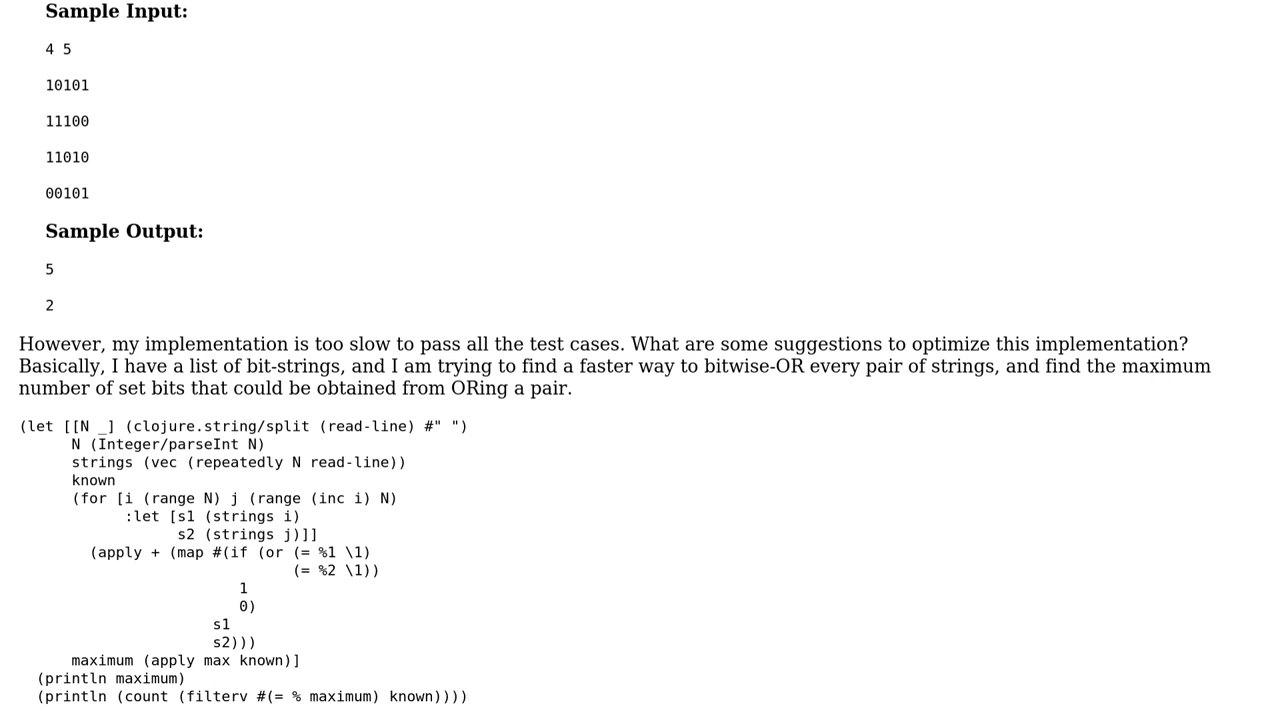 Sample Input:
4 5
10101
11100
11010
00101
Sample Output:
5
2
However, my implementation is too slow to pass all the test cases. What are some suggestions to optimize this implementation?
Basically, I have a list of bit-strings, and I am trying to find a faster way to bitwise-OR every pair of strings, and find the maximum
number of set bits that could be obtained from ORing a pair.
(let [[N _] (clojure.string/split (read-line) #" ")
      N (Integer/parseInt N)
      strings (vec (repeatedly N read-line))
      known
      (for [i (range N) j (range (inc i) N)
            :let [s1 (strings i)
                  s2 (strings j)]]
        (apply + (map #(if (or (= %1 \1)
                               (= %2 \1))
                         1
                         0)
                      s1
                      s2)))
      maximum (apply max known)]
  (println maximum)
  (println (count (filterv #(= % maximum) known))))